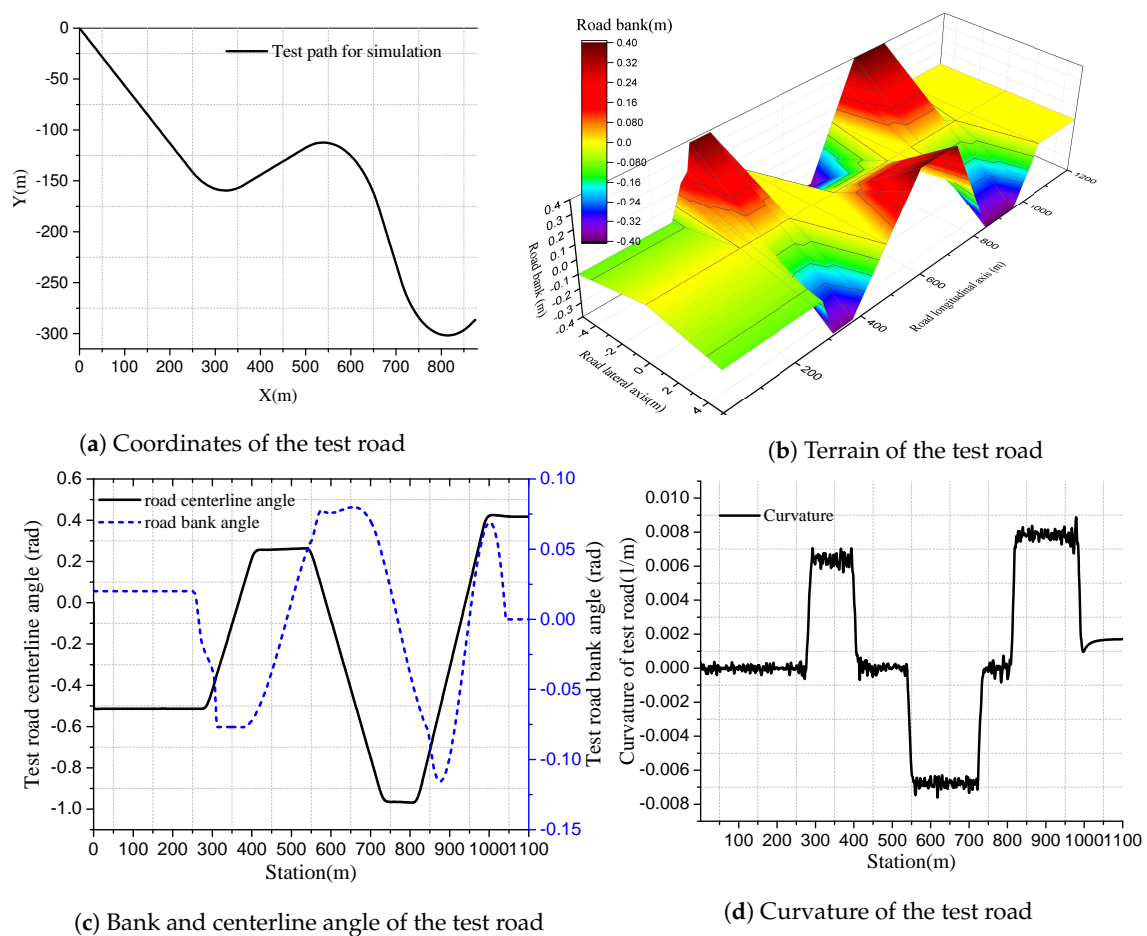 0
-50
-100
-150
-200
-250
-300
Y(m)
Test path for simulation
0 100 200 300 400 500 600 700 800
X(m)
(a) Coordinates of the test road
Road bank(m)
0.40
0.32
0.24
0.16
0.08
0.0
-0.080
-0.16
-0.24
-0.32
-0.40
0.4
0.3
0.2
0.1
0.0
-0.1
-0.2
-0.3
-0.4
Road bank (m)
-4 -2 0 2 4
Road lateral axis(m)
200 400 600 800 1000 1200
Road longitudinal axis (m)
(b) Terrain of the test road
0.6
0.4
0.2
0.0
-0.2
-0.4
-0.6
-0.8
-1.0
Test road centerline angle (rad)
road centerline angle
road bank angle
0.10
0.05
0.00
-0.05
-0.10
-0.15
Test road bank angle (rad)
0 100 200 300 400 500 600 700 800 900 1000 1100
Station(m)
(c) Bank and centerline angle of the test road
0.010
0.008
0.006
0.004
0.002
0.000
-0.002
-0.004
-0.006
-0.008
Curvature of test road(1/m)
Curvature
100 200 300 400 500 600 700 800 900 1000 1100
Station(m)
(d) Curvature of the test road